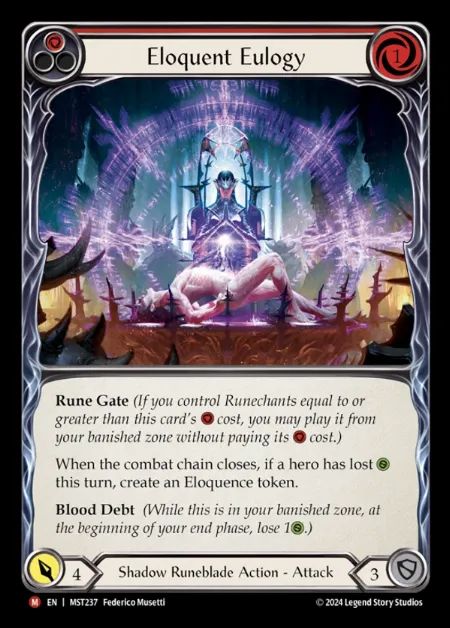 Eloquent Eulogy
1
Rune Gate (If you control Runechants equal to or
greater than this card's cost, you may play it from
your banished zone without paying its cost.)
When the combat chain closes, if a hero has lost
this turn, create an Eloquence token.
Blood Debt (While this is in your banished zone, at
the beginning of your end phase, lose 1.)
4
Shadow Runeblade Action - Attack
3
M EN | MST237 Federico Musetti
© 2024 Legend Story Studios